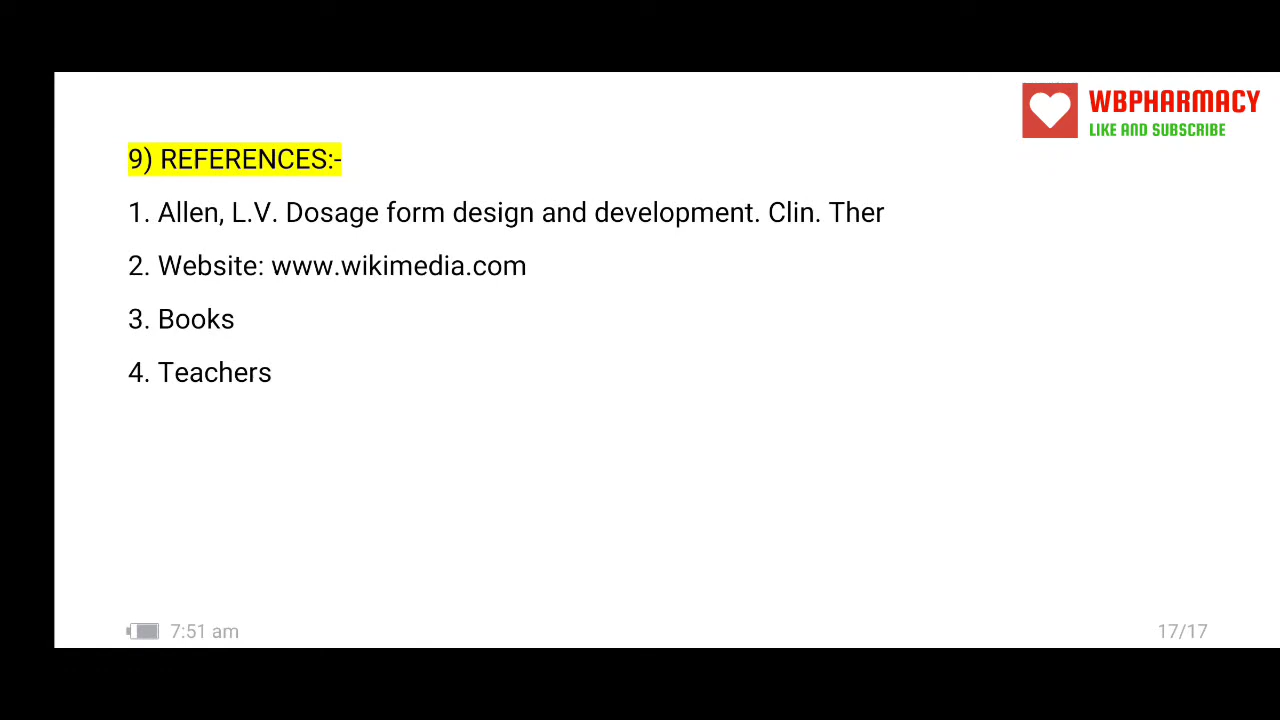 WBPHARMACY
LIKE AND SUBSCRIBE
9) REFERENCES:-
1. Allen, L.V. Dosage form design and development. Clin. Ther
2. Website: www.wikimedia.com
3. Books
4. Teachers
7:51 am
17/17